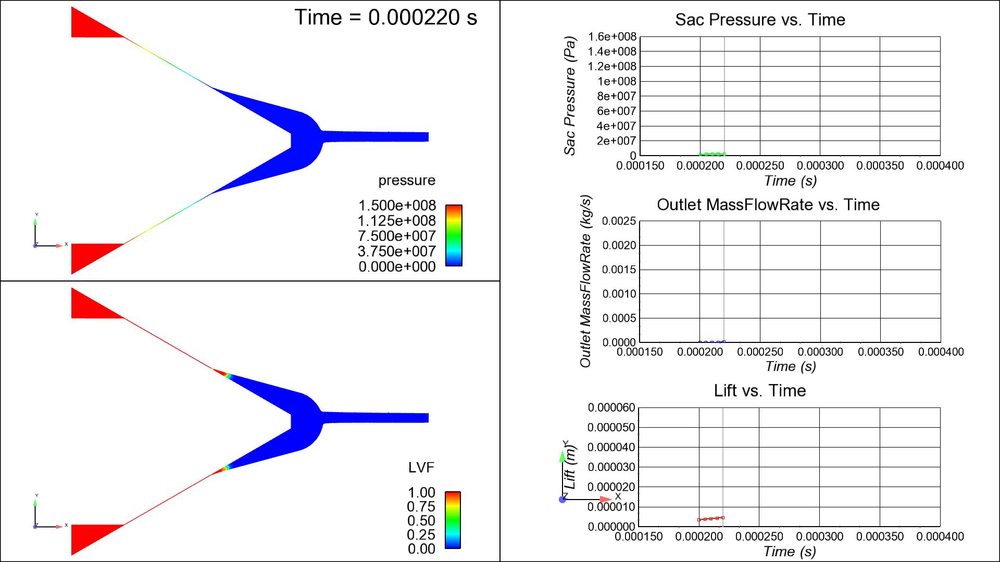 Time = 0.000220 s
pressure
1.500e+008
1.125e+008
7.500e+007
3.750e+007
0.000e+000
Y
Z
X
LVF
1.00
0.75
0.50
0.25
0.00
Y
Z
X
Sac Pressure vs. Time
Sac Pressure (Pa)
1.6e+008
1.4e+008
1.2e+008
1e+008
8e+007
6e+007
4e+007
2e+007
0
0.000150 0.000200 0.000250 0.000300 0.000350 0.000400
Time (s)
Outlet MassFlowRate vs. Time
Outlet MassFlowRate (kg/s)
0.0025
0.0020
0.0015
0.0010
0.0005
0.0000
0.000150 0.000200 0.000250 0.000300 0.000350 0.000400
Time (s)
Lift vs. Time
Lift (m)
0.000060
0.000050
0.000040
0.000030
0.000020
0.000010
0.000000
0.000150 0.000200 0.000250 0.000300 0.000350 0.000400
Time (s)
Y
Z
X